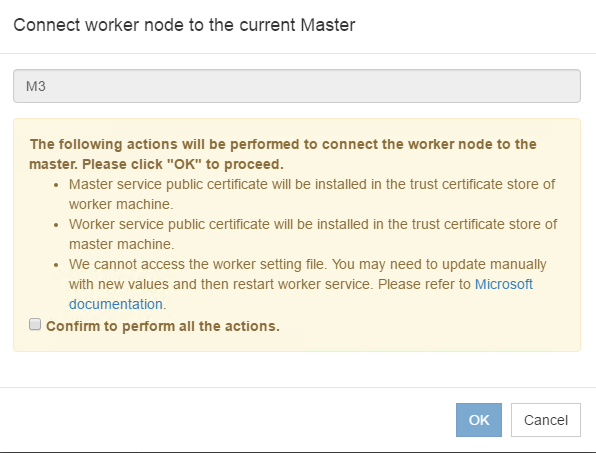 Connect worker node to the current Master
M3
The following actions will be performed to connect the worker node to the
master. Please click "OK" to proceed.
• Master service public certificate will be installed in the trust certificate store of
worker machine.
• Worker service public certificate will be installed in the trust certificate store of
master machine.
• We cannot access the worker setting file. You may need to update manually
with new values and then restart worker service. Please refer to Microsoft
documentation.
Confirm to perform all the actions.
OK Cancel